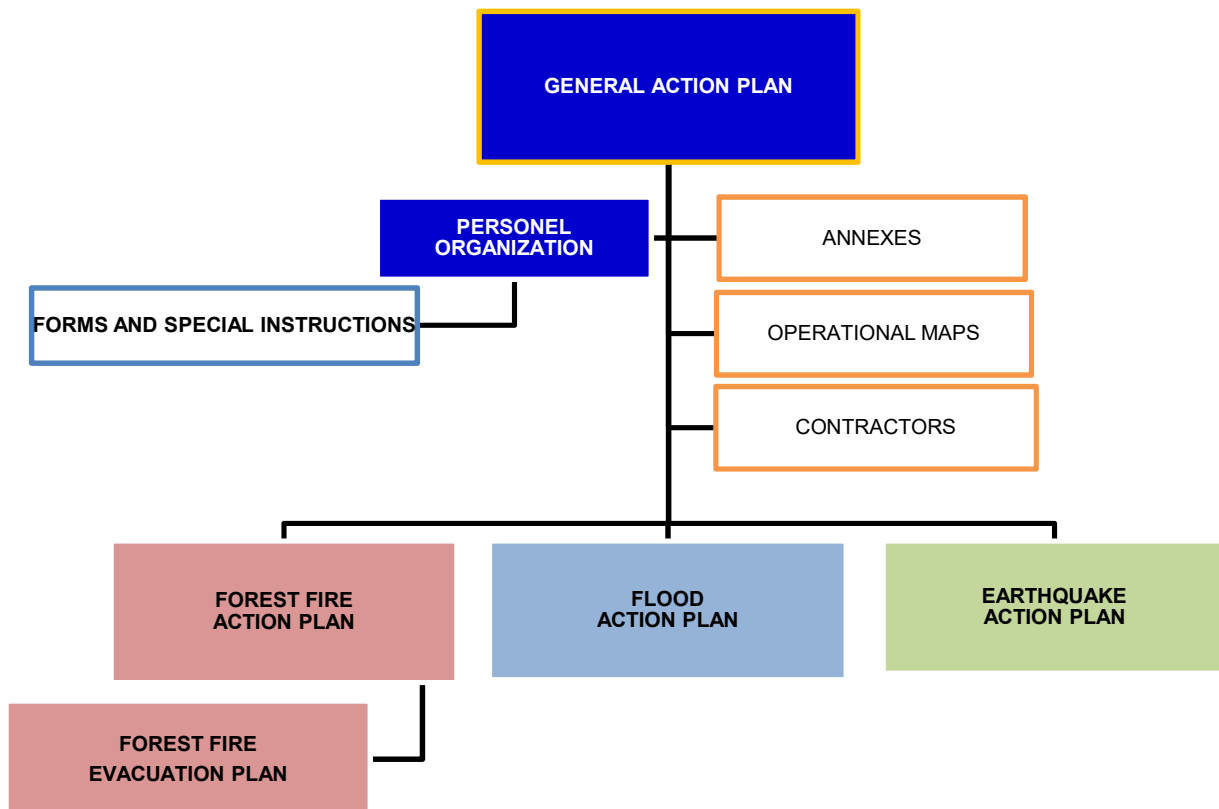 GENERAL ACTION PLAN
PERSONEL
ORGANIZATION
ANNEXES
FORMS AND SPECIAL INSTRUCTIONS
OPERATIONAL MAPS
CONTRACTORS
FOREST FIRE
ACTION PLAN
FLOOD
ACTION PLAN
EARTHQUAKE
ACTION PLAN
FOREST FIRE
EVACUATION PLAN